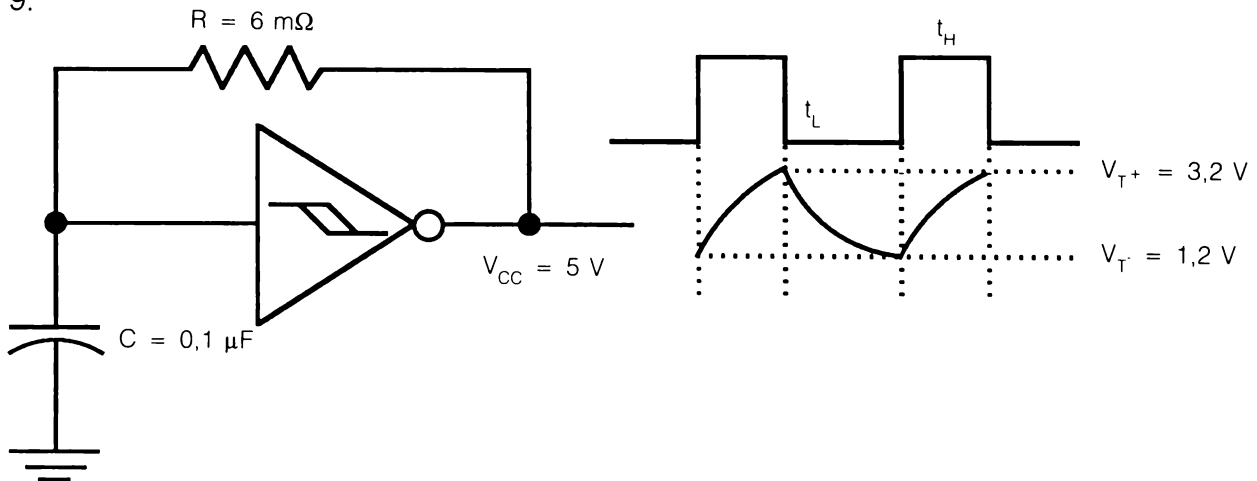 9.
R = 6 mΩ
V_CC = 5 V
C = 0,1 µF
t_H
t_L
V_T+ = 3,2 V
V_T- = 1,2 V